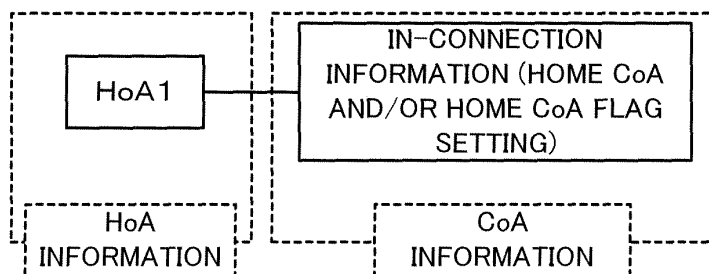 HoA1
IN-CONNECTION
INFORMATION (HOME CoA
AND/OR HOME CoA FLAG
SETTING)
HoA
INFORMATION
CoA
INFORMATION